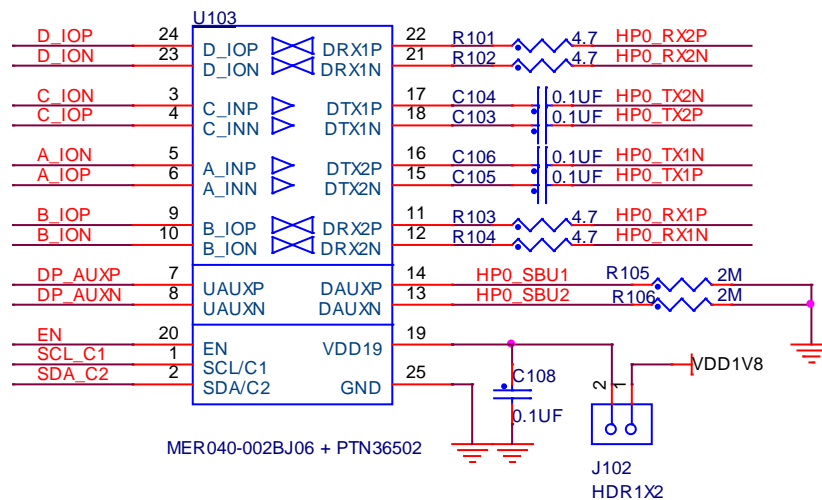 U103
D_IOP 24 D_IOP DRX1P 22 R101 4.7 HP0_RX2P
D_ION 23 D_ION DRX1N 21 R102 4.7 HP0_RX2N
C_ION 3 C_INP DTX1P 17 C104 0.1UF HP0_TX2N
C_IOP 4 C_INN DTX1N 18 C103 0.1UF HP0_TX2P
A_ION 5 A_INP DTX2P 16 C106 0.1UF HP0_TX1N
A_IOP 6 A_INN DTX2N 15 C105 0.1UF HP0_TX1P
B_IOP 9 B_IOP DRX2P 11 R103 4.7 HP0_RX1P
B_ION 10 B_ION DRX2N 12 R104 4.7 HP0_RX1N
DP_AUXP 7 UAUXP DAUXP 14 HP0_SBU1 R105 2M
DP_AUXN 8 UAUXN DAUXN 13 HP0_SBU2 R106 2M
EN 20 EN VDD19 19
SCL_C1 1 SCL/C1
SDA_C2 2 SDA/C2 GND 25
C108
0.1UF
VDD1V8
2 1
J102
HDR1X2
MER040-002BJ06 + PTN36502